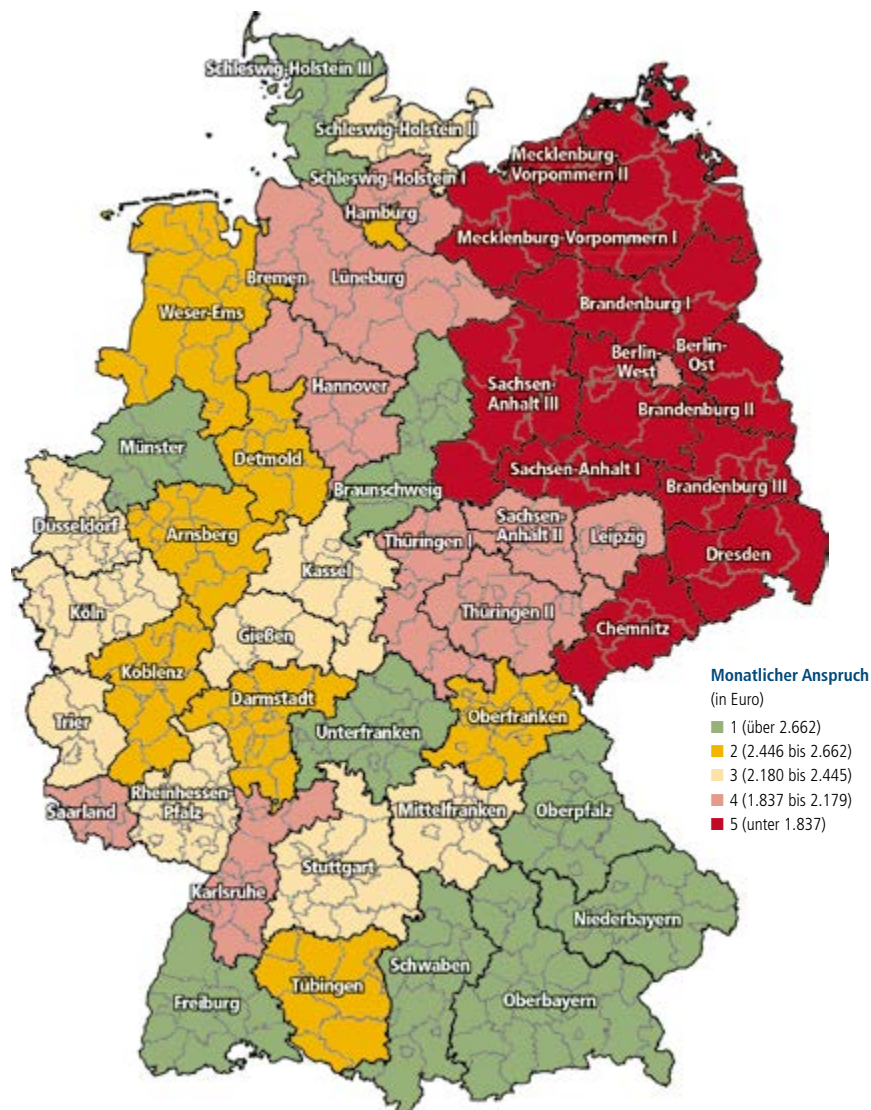 Schleswig-Holstein III
Schleswig-Holstein II
Mecklenburg-
Vorpommern II
Schleswig-Holstein I
Hamburg
Mecklenburg-Vorpommern I
Bremen
Lüneburg
Weser-Ems
Brandenburg I
Berlin-
West
Berlin-
Ost
Hannover
Sachsen-
Anhalt III
Brandenburg II
Münster
Detmold
Braunschweig
Sachsen-Anhalt I
Brandenburg III
Düsseldorf
Arnsberg
Thüringen I
Sachsen-
Anhalt II
Leipzig
Dresden
Kassel
Köln
Gießen
Thüringen II
Chemnitz
Koblenz
Darmstadt
Trier
Unterfranken
Oberfranken
Monatlicher Anspruch
(in Euro)
1 (über 2.662)
2 (2.446 bis 2.662)
3 (2.180 bis 2.445)
4 (1.837 bis 2.179)
5 (unter 1.837)
Saarland
Rheinhessen-
Pfalz
Mittelfranken
Oberpfalz
Stuttgart
Karlsruhe
Niederbayern
Schwaben
Tübingen
Freiburg
Oberbayern